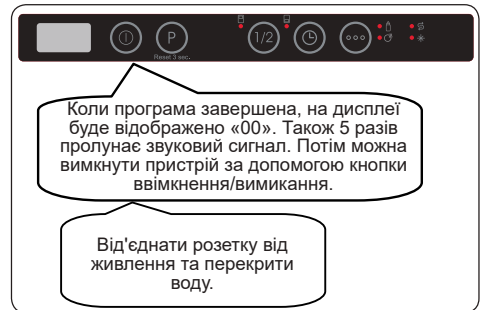 P
1/2
Reset 3 sec.
Коли програма завершена, на дисплеї
буде відображено «00». Також 5 разів
пролунає звуковий сигнал. Потім можна
вимкнути пристрій за допомогою кнопки
ввімкнення/вимикання.
Від'єднати розетку від
живлення та перекрити
воду.